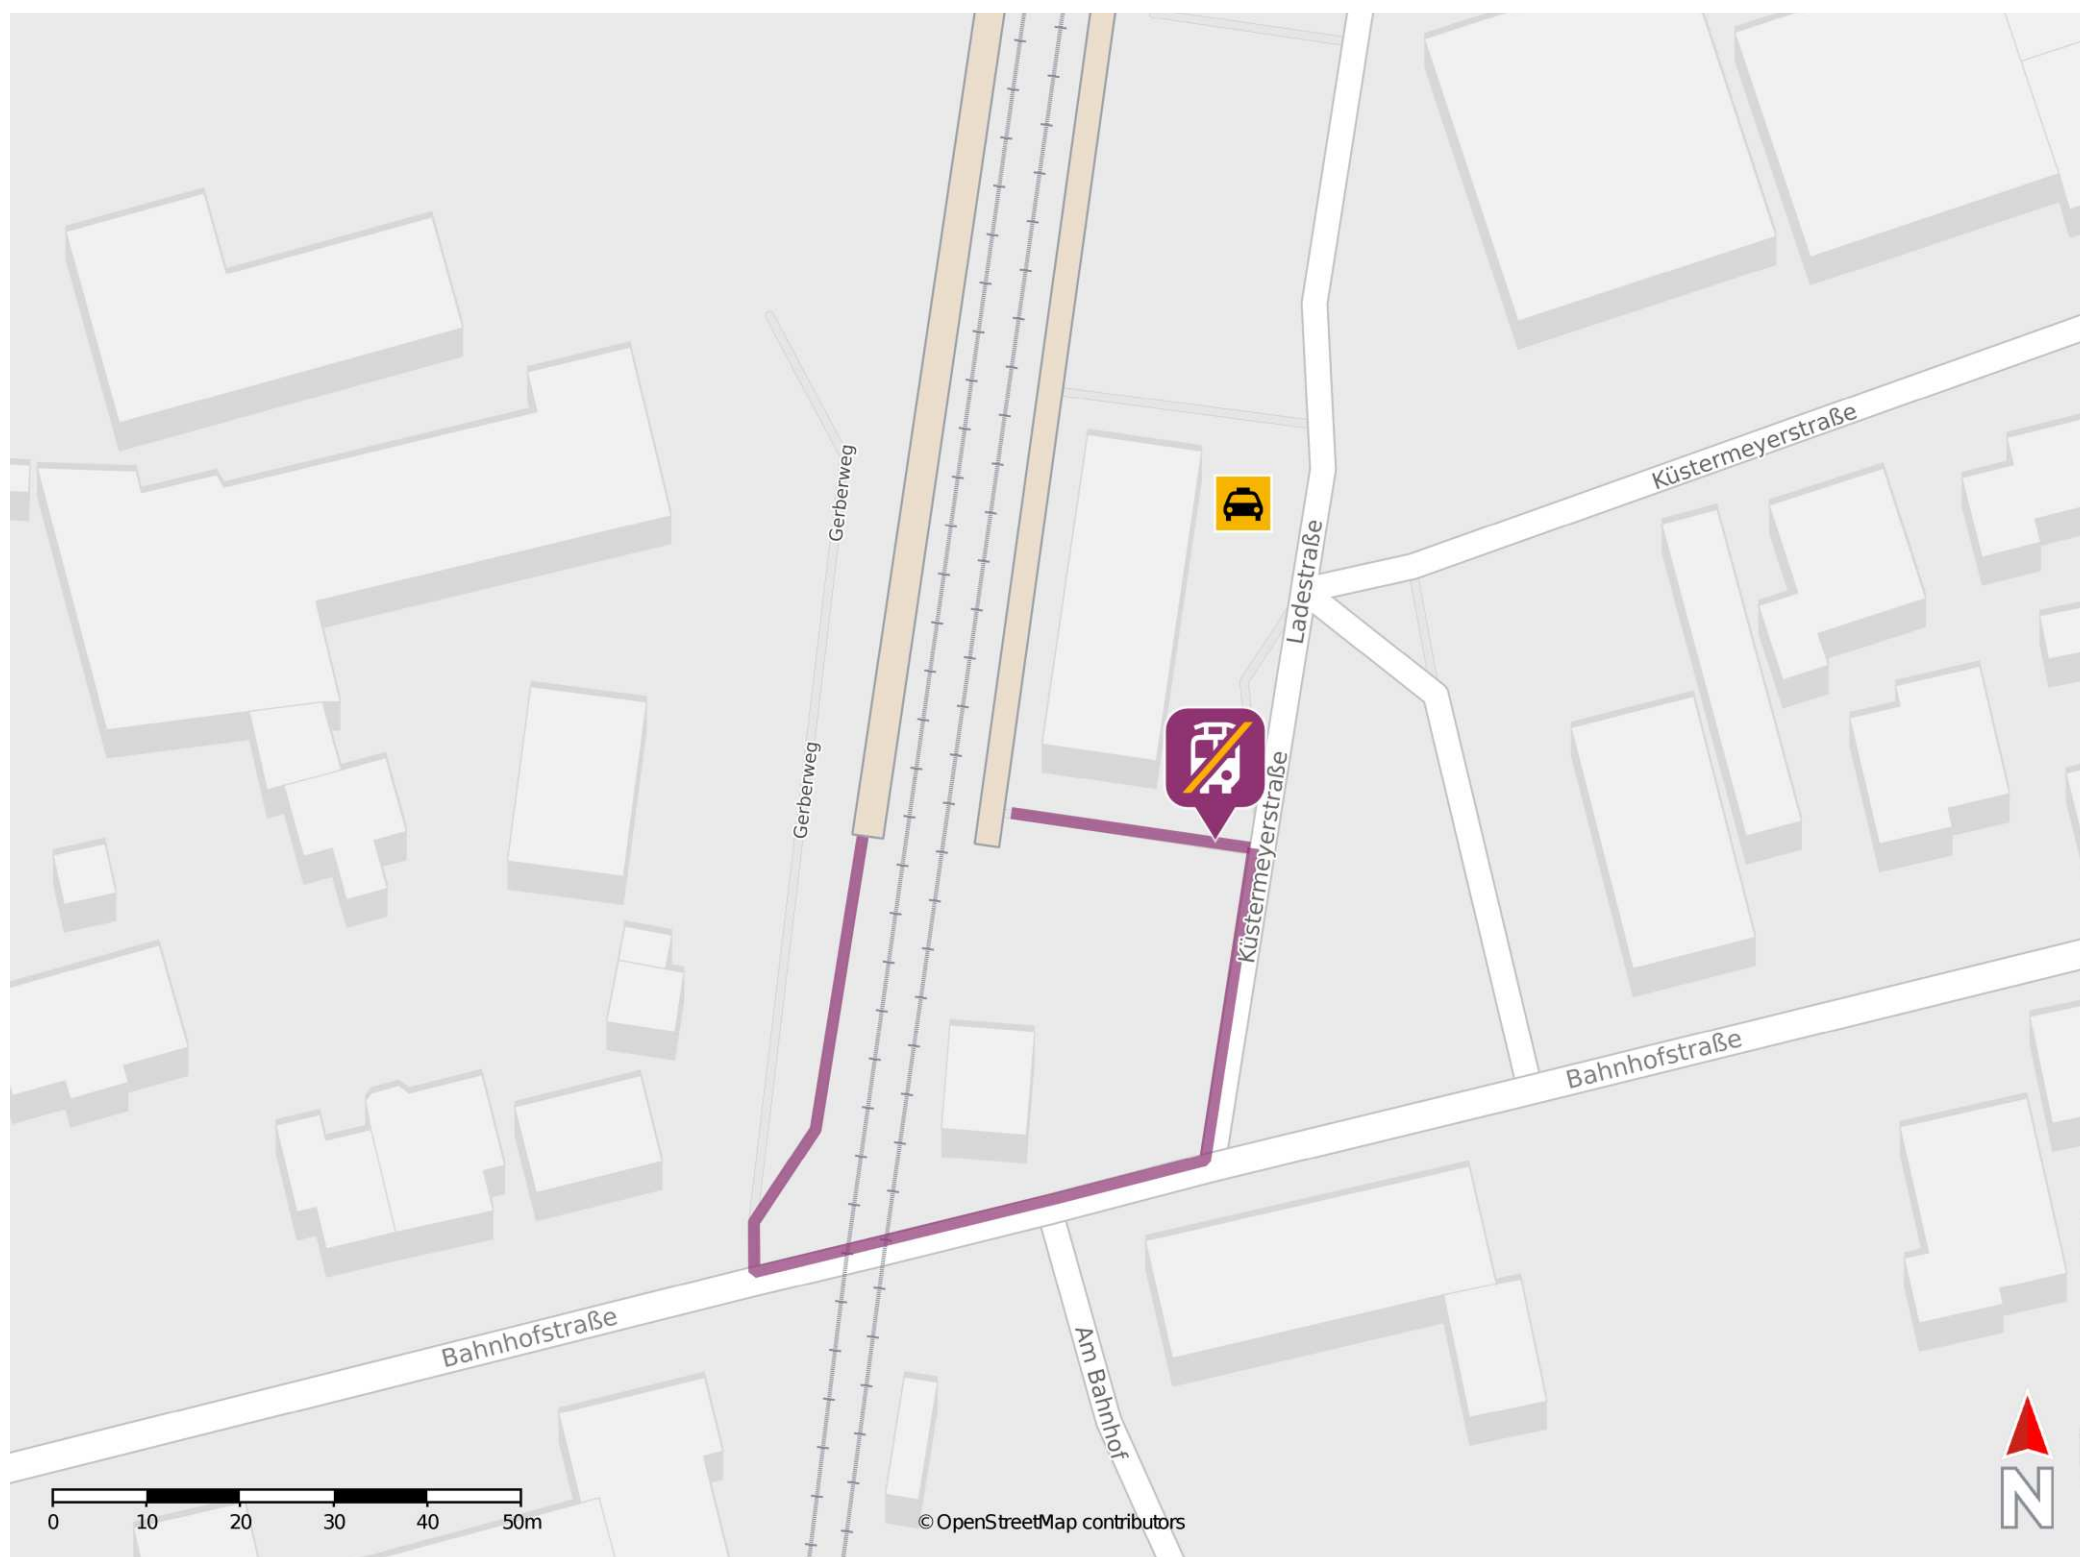 Küstermeyerstraße
Gerberweg
Ladestraße
Gerberweg
Küstermeyerstraße
Bahnhofstraße
Bahnhofstraße
Am Bahnhof
0 10 20 30 40 50m
© OpenStreetMap contributors
N